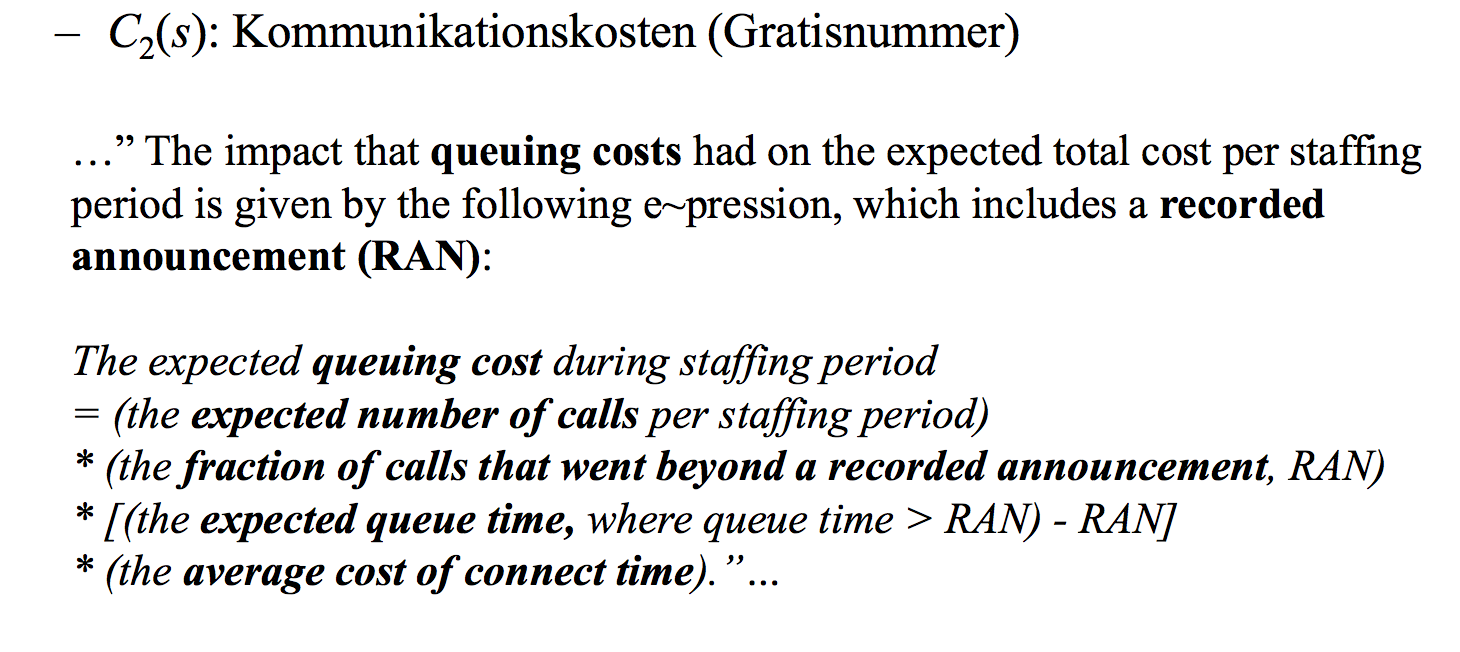 – C₂(s): Kommunikationskosten (Gratisnummer)
…” The impact that queuing costs had on the expected total cost per staffing
period is given by the following e~pression, which includes a recorded
announcement (RAN):
The expected queuing cost during staffing period
= (the expected number of calls per staffing period)
* (the fraction of calls that went beyond a recorded announcement, RAN)
* [(the expected queue time, where queue time > RAN) - RAN]
* (the average cost of connect time).”…